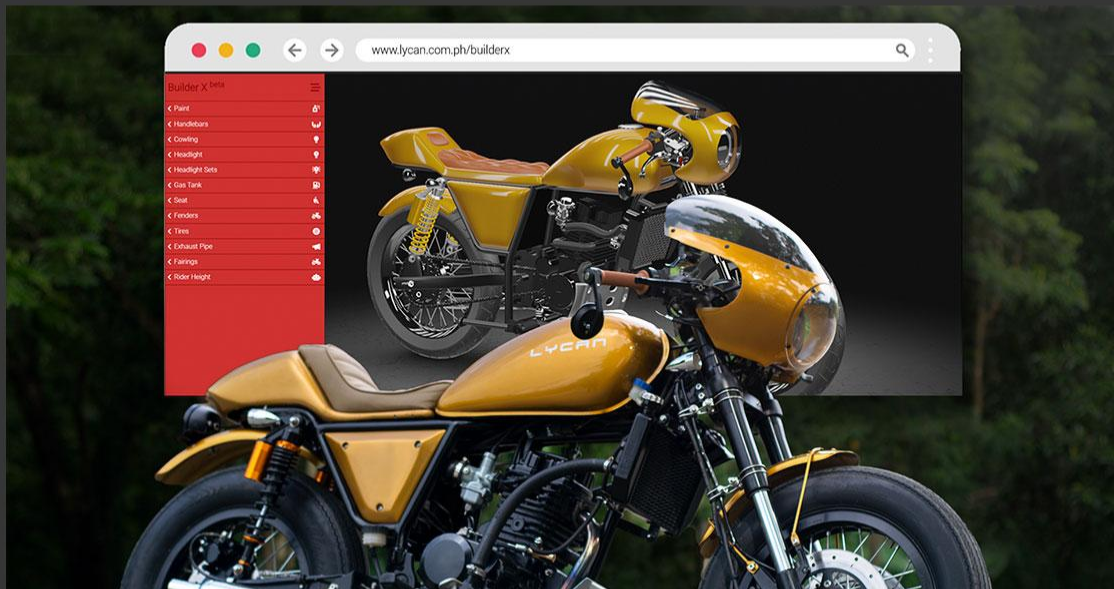 www.lycan.com.ph/builderx
Builder X beta
Paint
Handlebars
Cowling
Headlight
Headlight Sets
Gas Tank
Seat
Fenders
Tires
Exhaust Pipe
Fairings
Rider Height
LYCAN